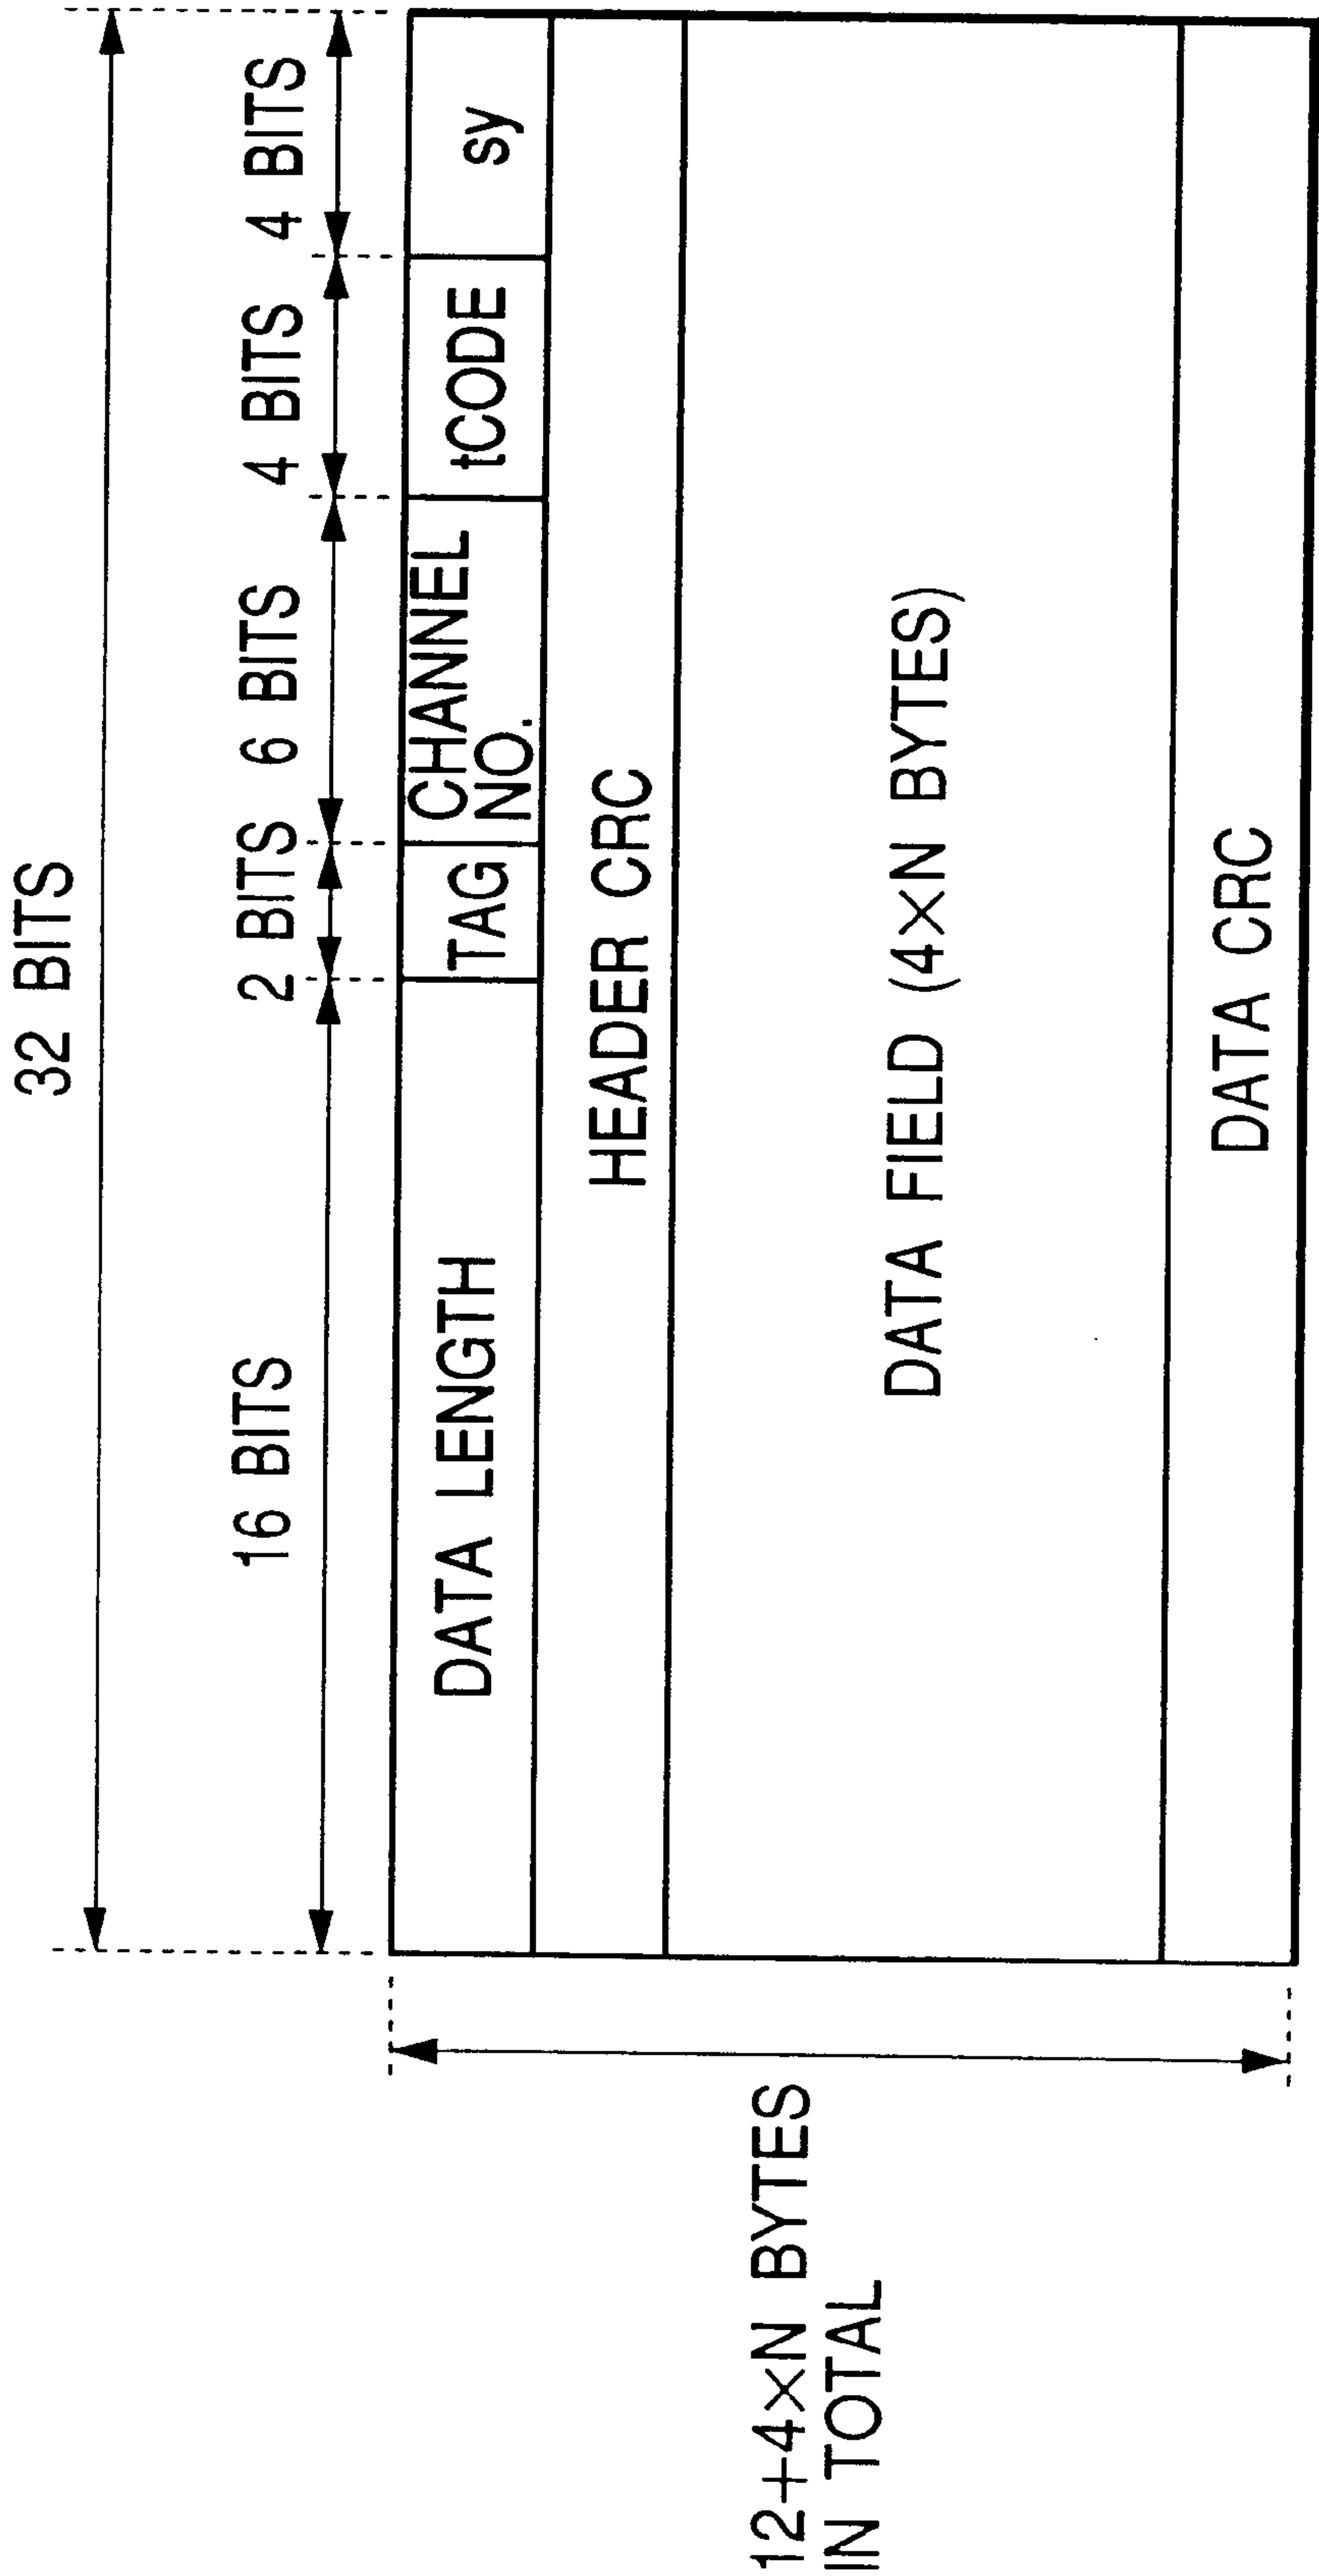 32 BITS
16 BITS
2 BITS
6 BITS
4 BITS
4 BITS
DATA LENGTH
TAG
CHANNEL
NO.
tCODE
sy
HEADER CRC
DATA FIELD (4×N BYTES)
DATA CRC
12+4×N BYTES
IN TOTAL